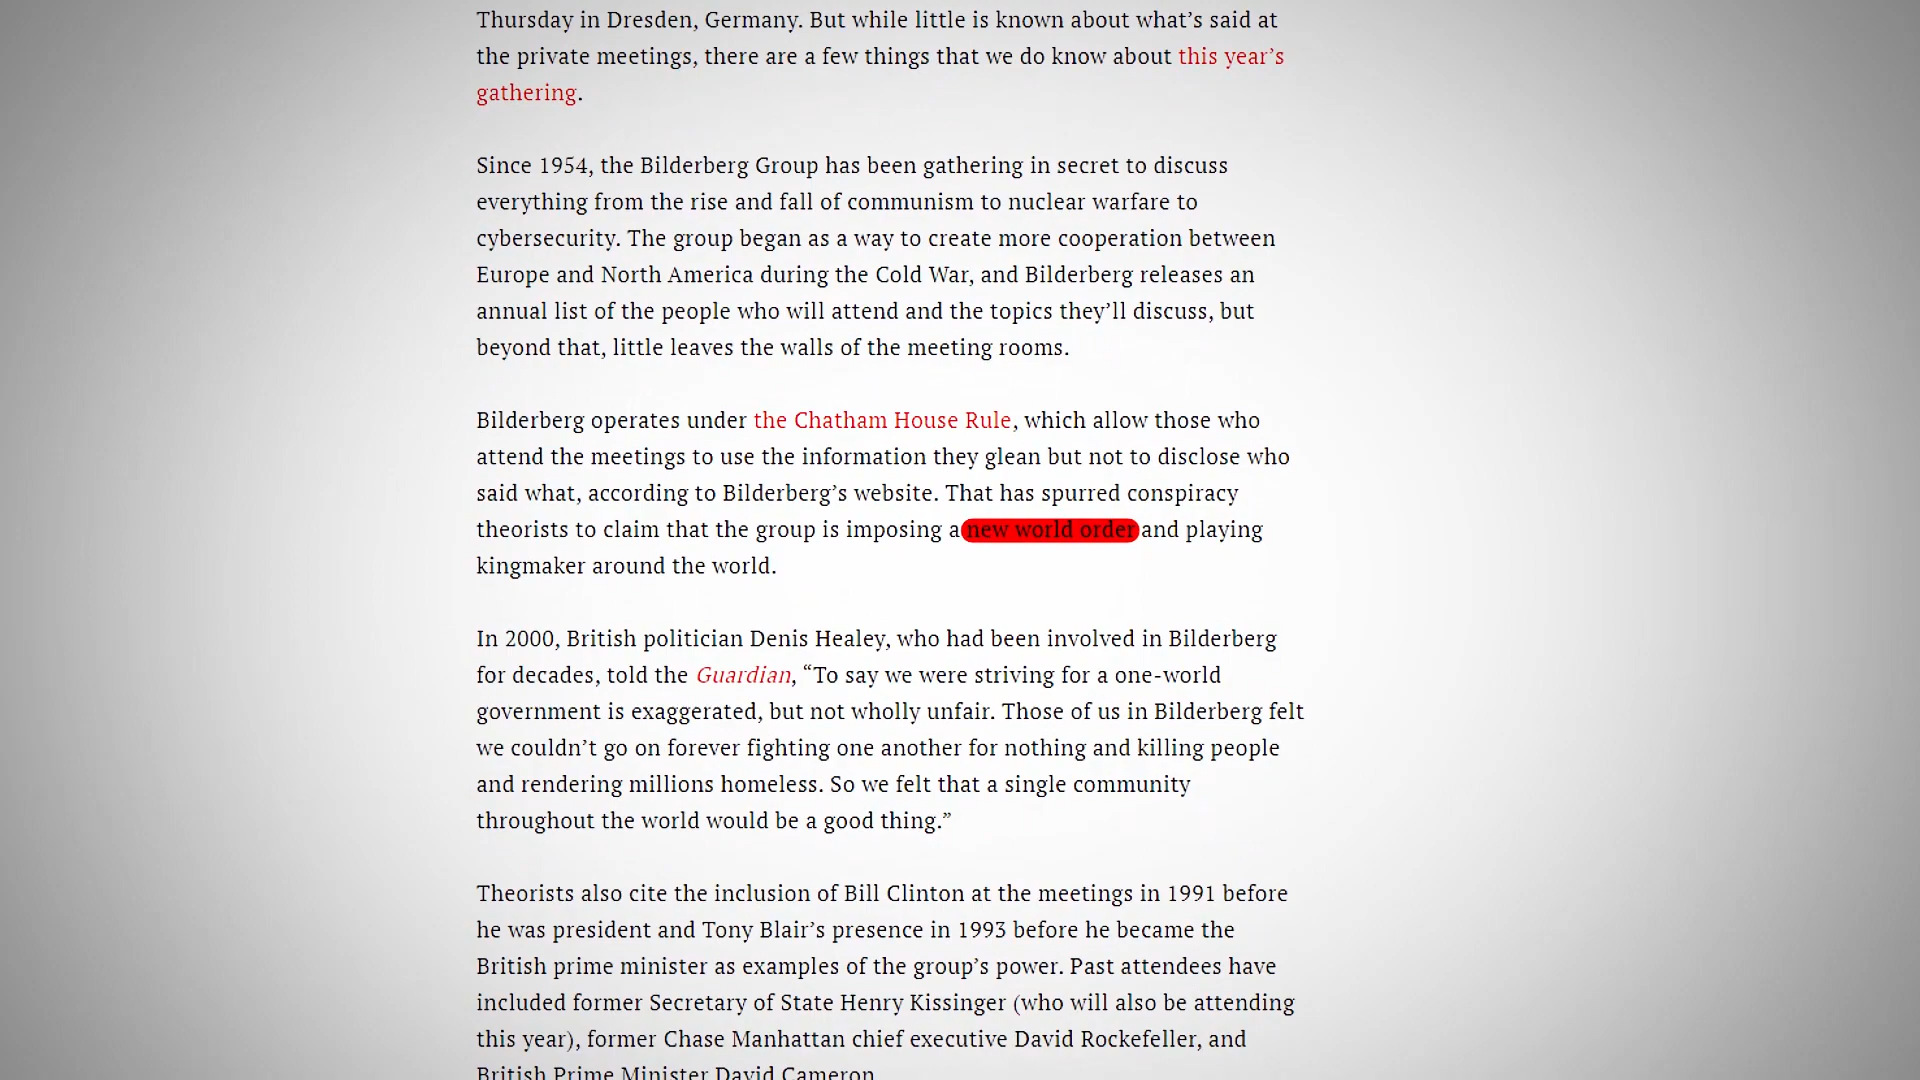 Thursday in Dresden, Germany. But while little is known about what’s said at
the private meetings, there are a few things that we do know about this year’s
gathering.
Since 1954, the Bilderberg Group has been gathering in secret to discuss
everything from the rise and fall of communism to nuclear warfare to
cybersecurity. The group began as a way to create more cooperation between
Europe and North America during the Cold War, and Bilderberg releases an
annual list of the people who will attend and the topics they’ll discuss, but
beyond that, little leaves the walls of the meeting rooms.
Bilderberg operates under the Chatham House Rule, which allow those who
attend the meetings to use the information they glean but not to disclose who
said what, according to Bilderberg’s website. That has spurred conspiracy
theorists to claim that the group is imposing a new world order and playing
kingmaker around the world.
In 2000, British politician Denis Healey, who had been involved in Bilderberg
for decades, told the Guardian, “To say we were striving for a one-world
government is exaggerated, but not wholly unfair. Those of us in Bilderberg felt
we couldn’t go on forever fighting one another for nothing and killing people
and rendering millions homeless. So we felt that a single community
throughout the world would be a good thing.”
Theorists also cite the inclusion of Bill Clinton at the meetings in 1991 before
he was president and Tony Blair’s presence in 1993 before he became the
British prime minister as examples of the group’s power. Past attendees have
included former Secretary of State Henry Kissinger (who will also be attending
this year), former Chase Manhattan chief executive David Rockefeller, and
British Prime Minister David Cameron